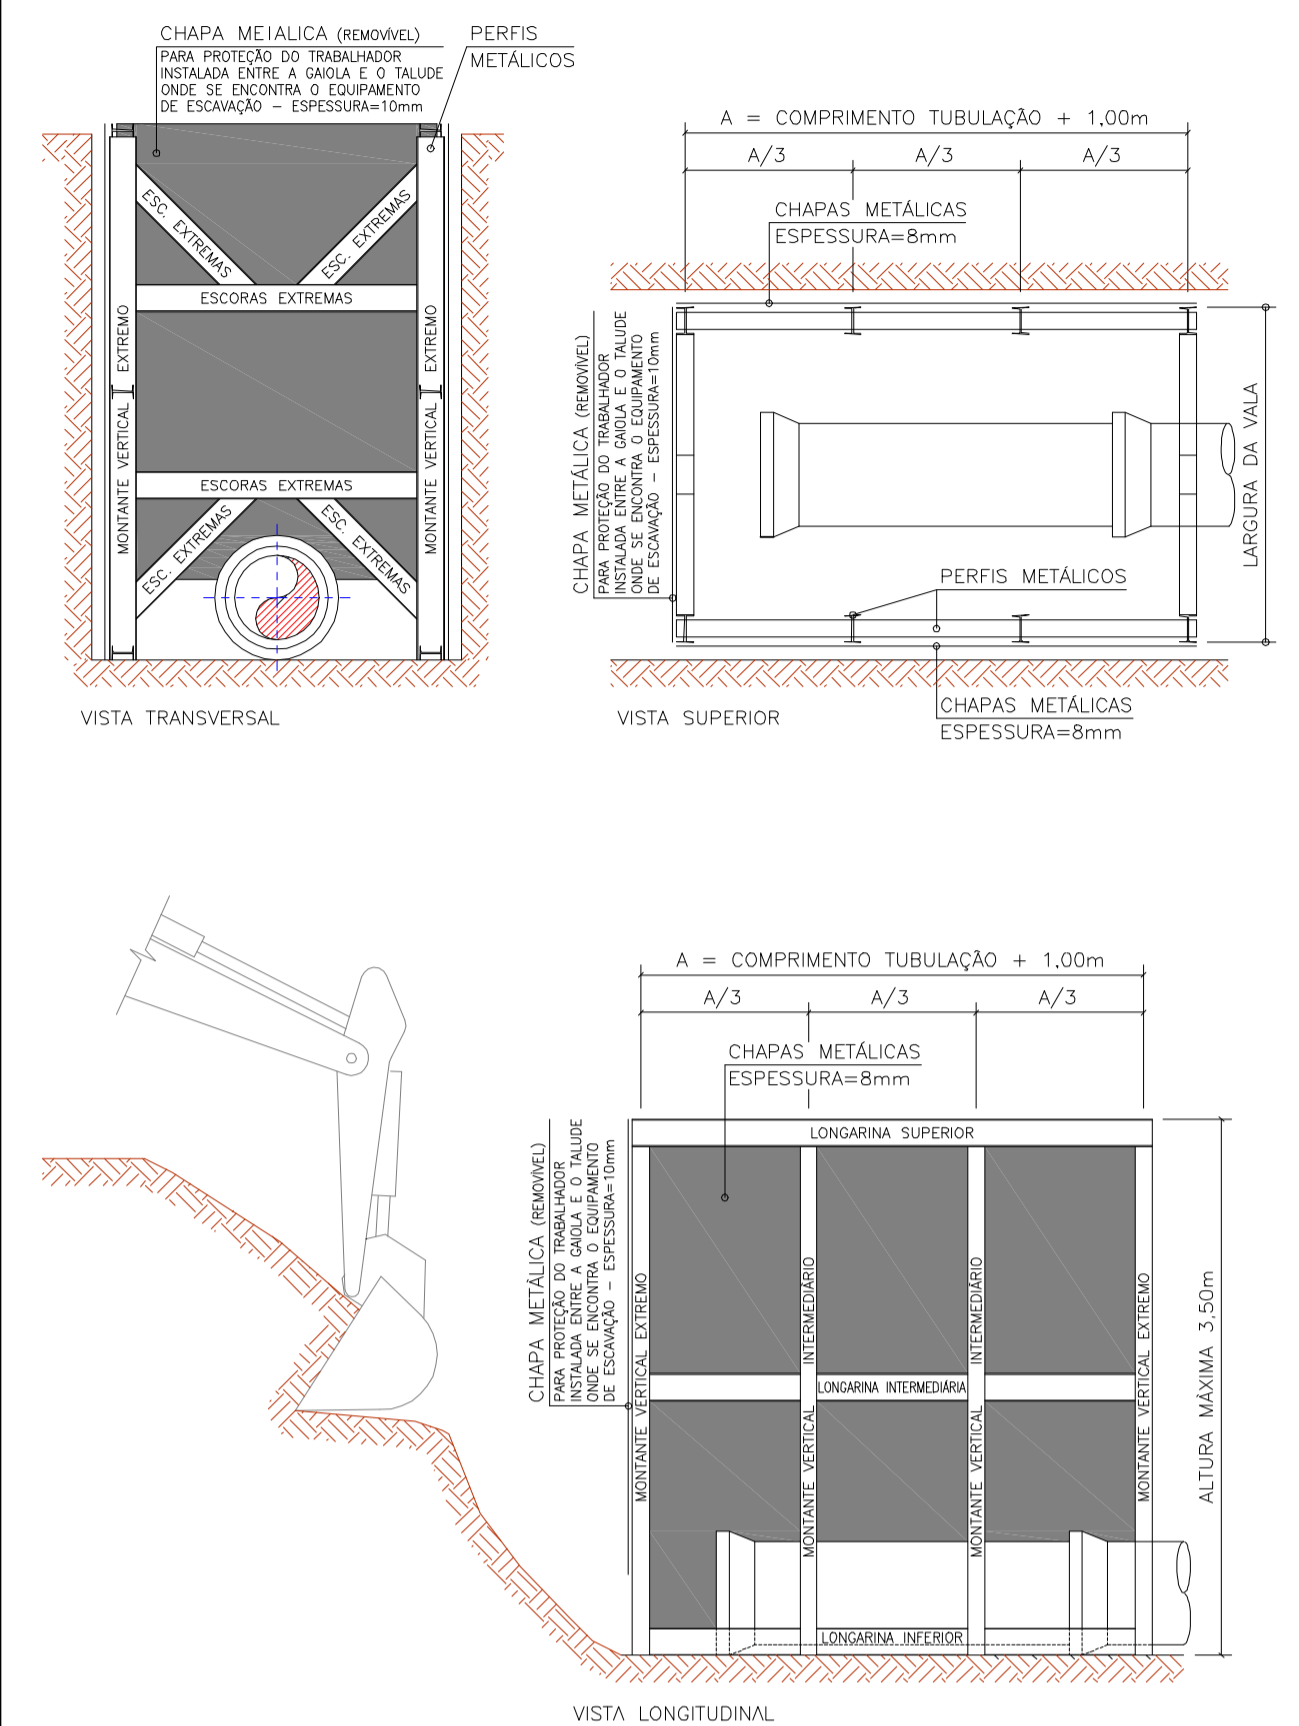 CHAPA METALICA (REMOVÍVEL)
PARA PROTEÇÃO DO TRABALHADOR
INSTALADA ENTRE A GAIOLA E O TALUDE
ONDE SE ENCONTRA O EQUIPAMENTO
DE ESCAVAÇÃO – ESPESSURA=10mm
PERFIS
METÁLICOS
ESC. EXTREMAS
ESC. EXTREMAS
ESCORAS EXTREMAS
MONTANTE VERTICAL EXTREMO
MONTANTE VERTICAL EXTREMO
ESCORAS EXTREMAS
ESC. EXTREMAS
ESC. EXTREMAS
VISTA TRANSVERSAL
A = COMPRIMENTO TUBULAÇÃO + 1,00m
A/3
A/3
A/3
CHAPAS METÁLICAS
ESPESSURA=8mm
CHAPA METÁLICA (REMOVÍVEL)
PARA PROTEÇÃO DO TRABALHADOR
INSTALADA ENTRE A GAIOLA E O TALUDE
ONDE SE ENCONTRA O EQUIPAMENTO
DE ESCAVAÇÃO – ESPESSURA=10mm
LARGURA DA VALA
PERFIS METÁLICOS
CHAPAS METÁLICAS
ESPESSURA=8mm
VISTA SUPERIOR
A = COMPRIMENTO TUBULAÇÃO + 1,00m
A/3
A/3
A/3
CHAPAS METÁLICAS
ESPESSURA=8mm
CHAPA METÁLICA (REMOVÍVEL)
PARA PROTEÇÃO DO TRABALHADOR
INSTALADA ENTRE A GAIOLA E O TALUDE
ONDE SE ENCONTRA O EQUIPAMENTO
DE ESCAVAÇÃO – ESPESSURA=10mm
LONGARINA SUPERIOR
MONTANTE VERTICAL EXTREMO
MONTANTE VERTICAL INTERMEDIÁRIO
MONTANTE VERTICAL INTERMEDIÁRIO
MONTANTE VERTICAL EXTREMO
LONGARINA INTERMEDIÁRIA
LONGARINA INFERIOR
ALTURA MÁXIMA 3,50m
VISTA LONGITUDINAL